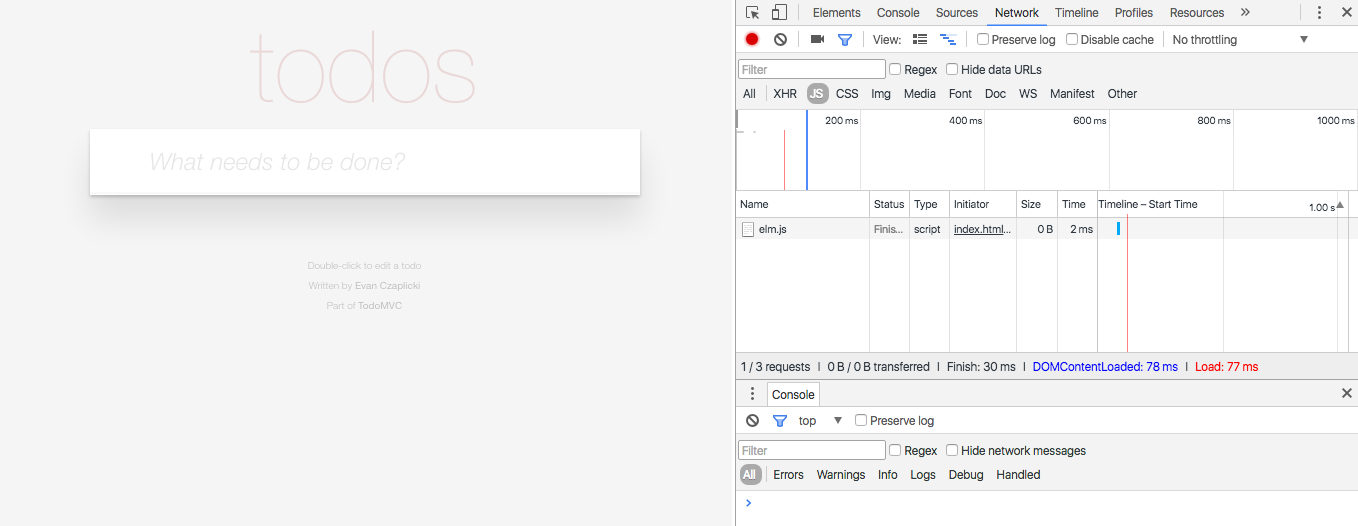 todos
What needs to be done?
Double-click to edit a todo
Written by Evan Czaplicki
Part of TodoMVC
Elements Console Sources Network Timeline Profiles Resources »
View: Preserve log Disable cache No throttling
Filter Regex Hide data URLs
All XHR JS CSS Img Media Font Doc WS Manifest Other
200 ms 400 ms 600 ms 800 ms 1000 ms
Name Status Type Initiator Size Time Timeline – Start Time 1.00 s
elm.js Finis... script index.html... 0 B 2 ms
1 / 3 requests | 0 B / 0 B transferred | Finish: 30 ms | DOMContentLoaded: 78 ms | Load: 77 ms
Console
top Preserve log
Filter Regex Hide network messages
All Errors Warnings Info Logs Debug Handled